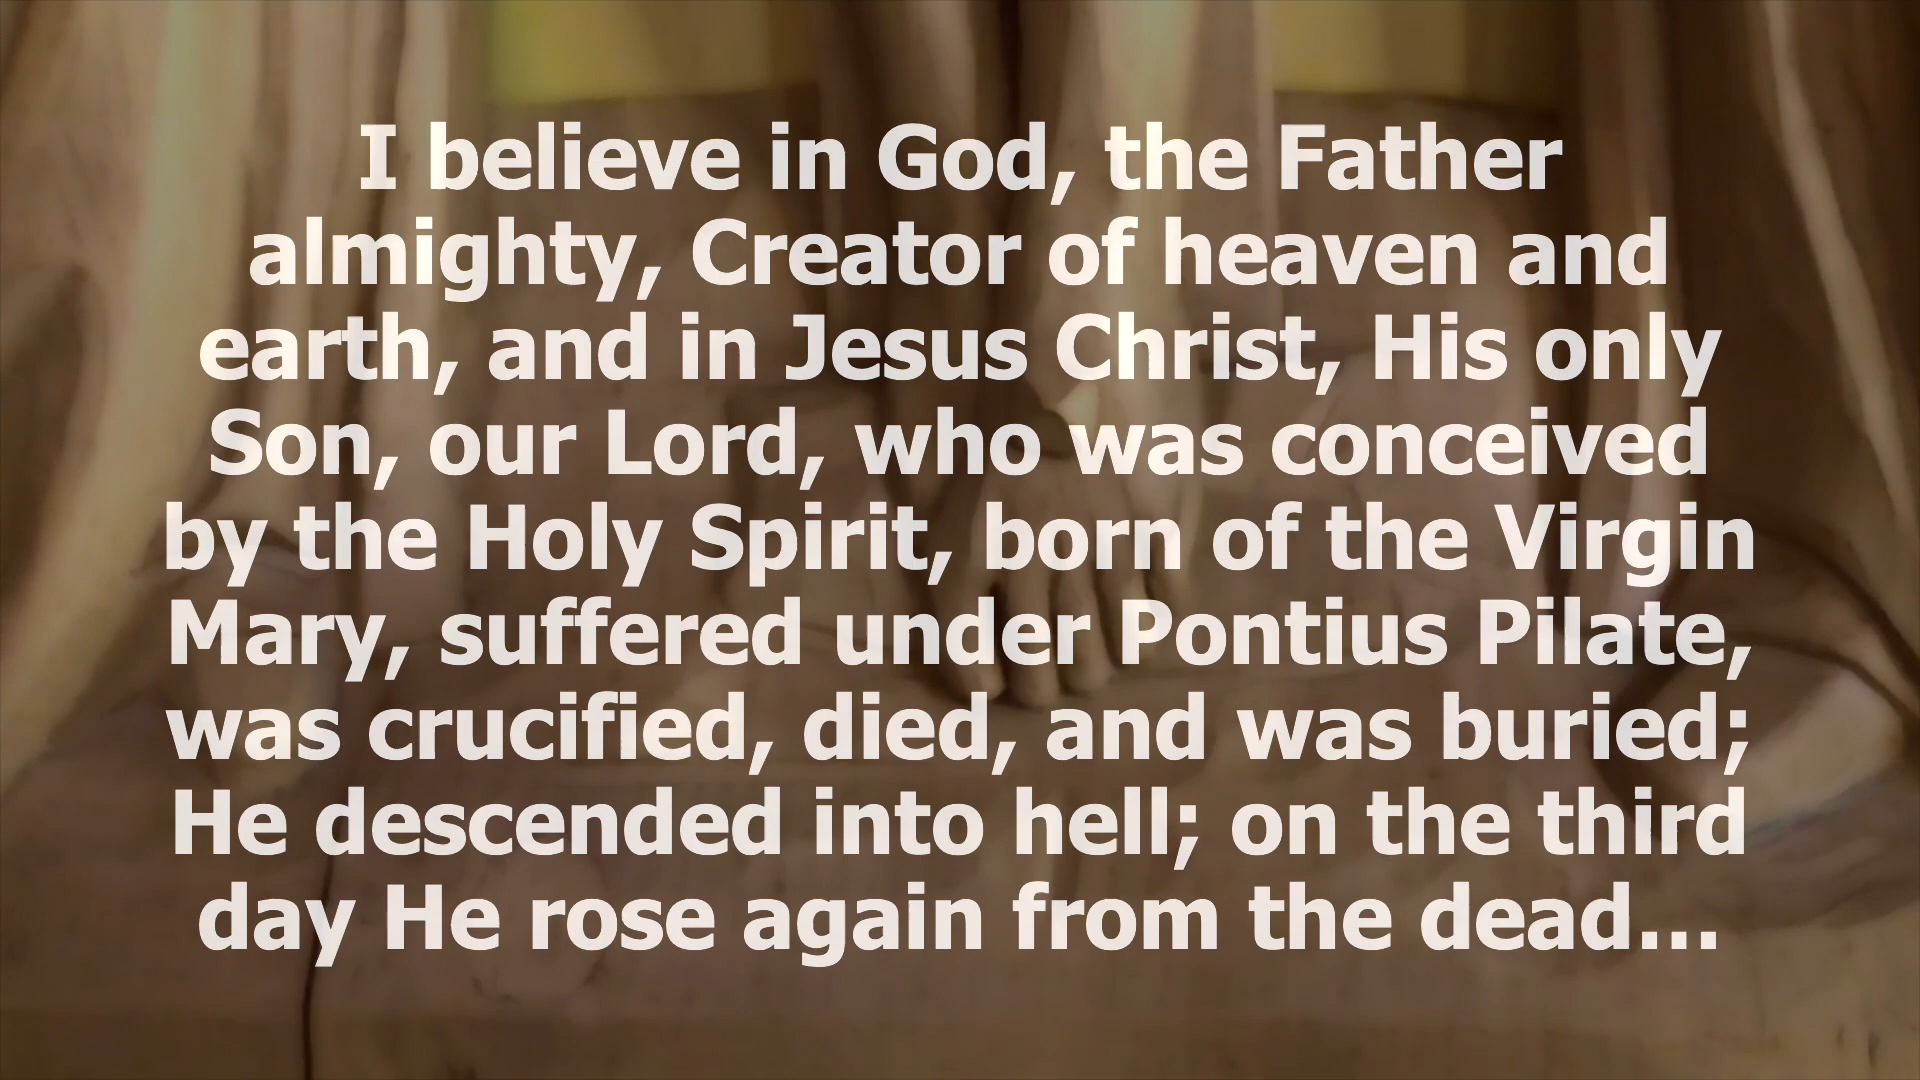 I believe in God, the Father
almighty, Creator of heaven and
earth, and in Jesus Christ, His only
Son, our Lord, who was conceived
by the Holy Spirit, born of the Virgin
Mary, suffered under Pontius Pilate,
was crucified, died, and was buried;
He descended into hell; on the third
day He rose again from the dead...